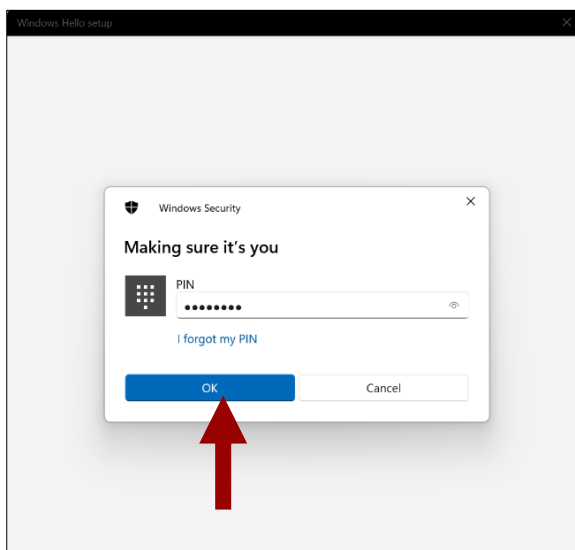 Windows Hello setup
Windows Security
Making sure it's you
PIN
••••••••
I forgot my PIN
OK
Cancel